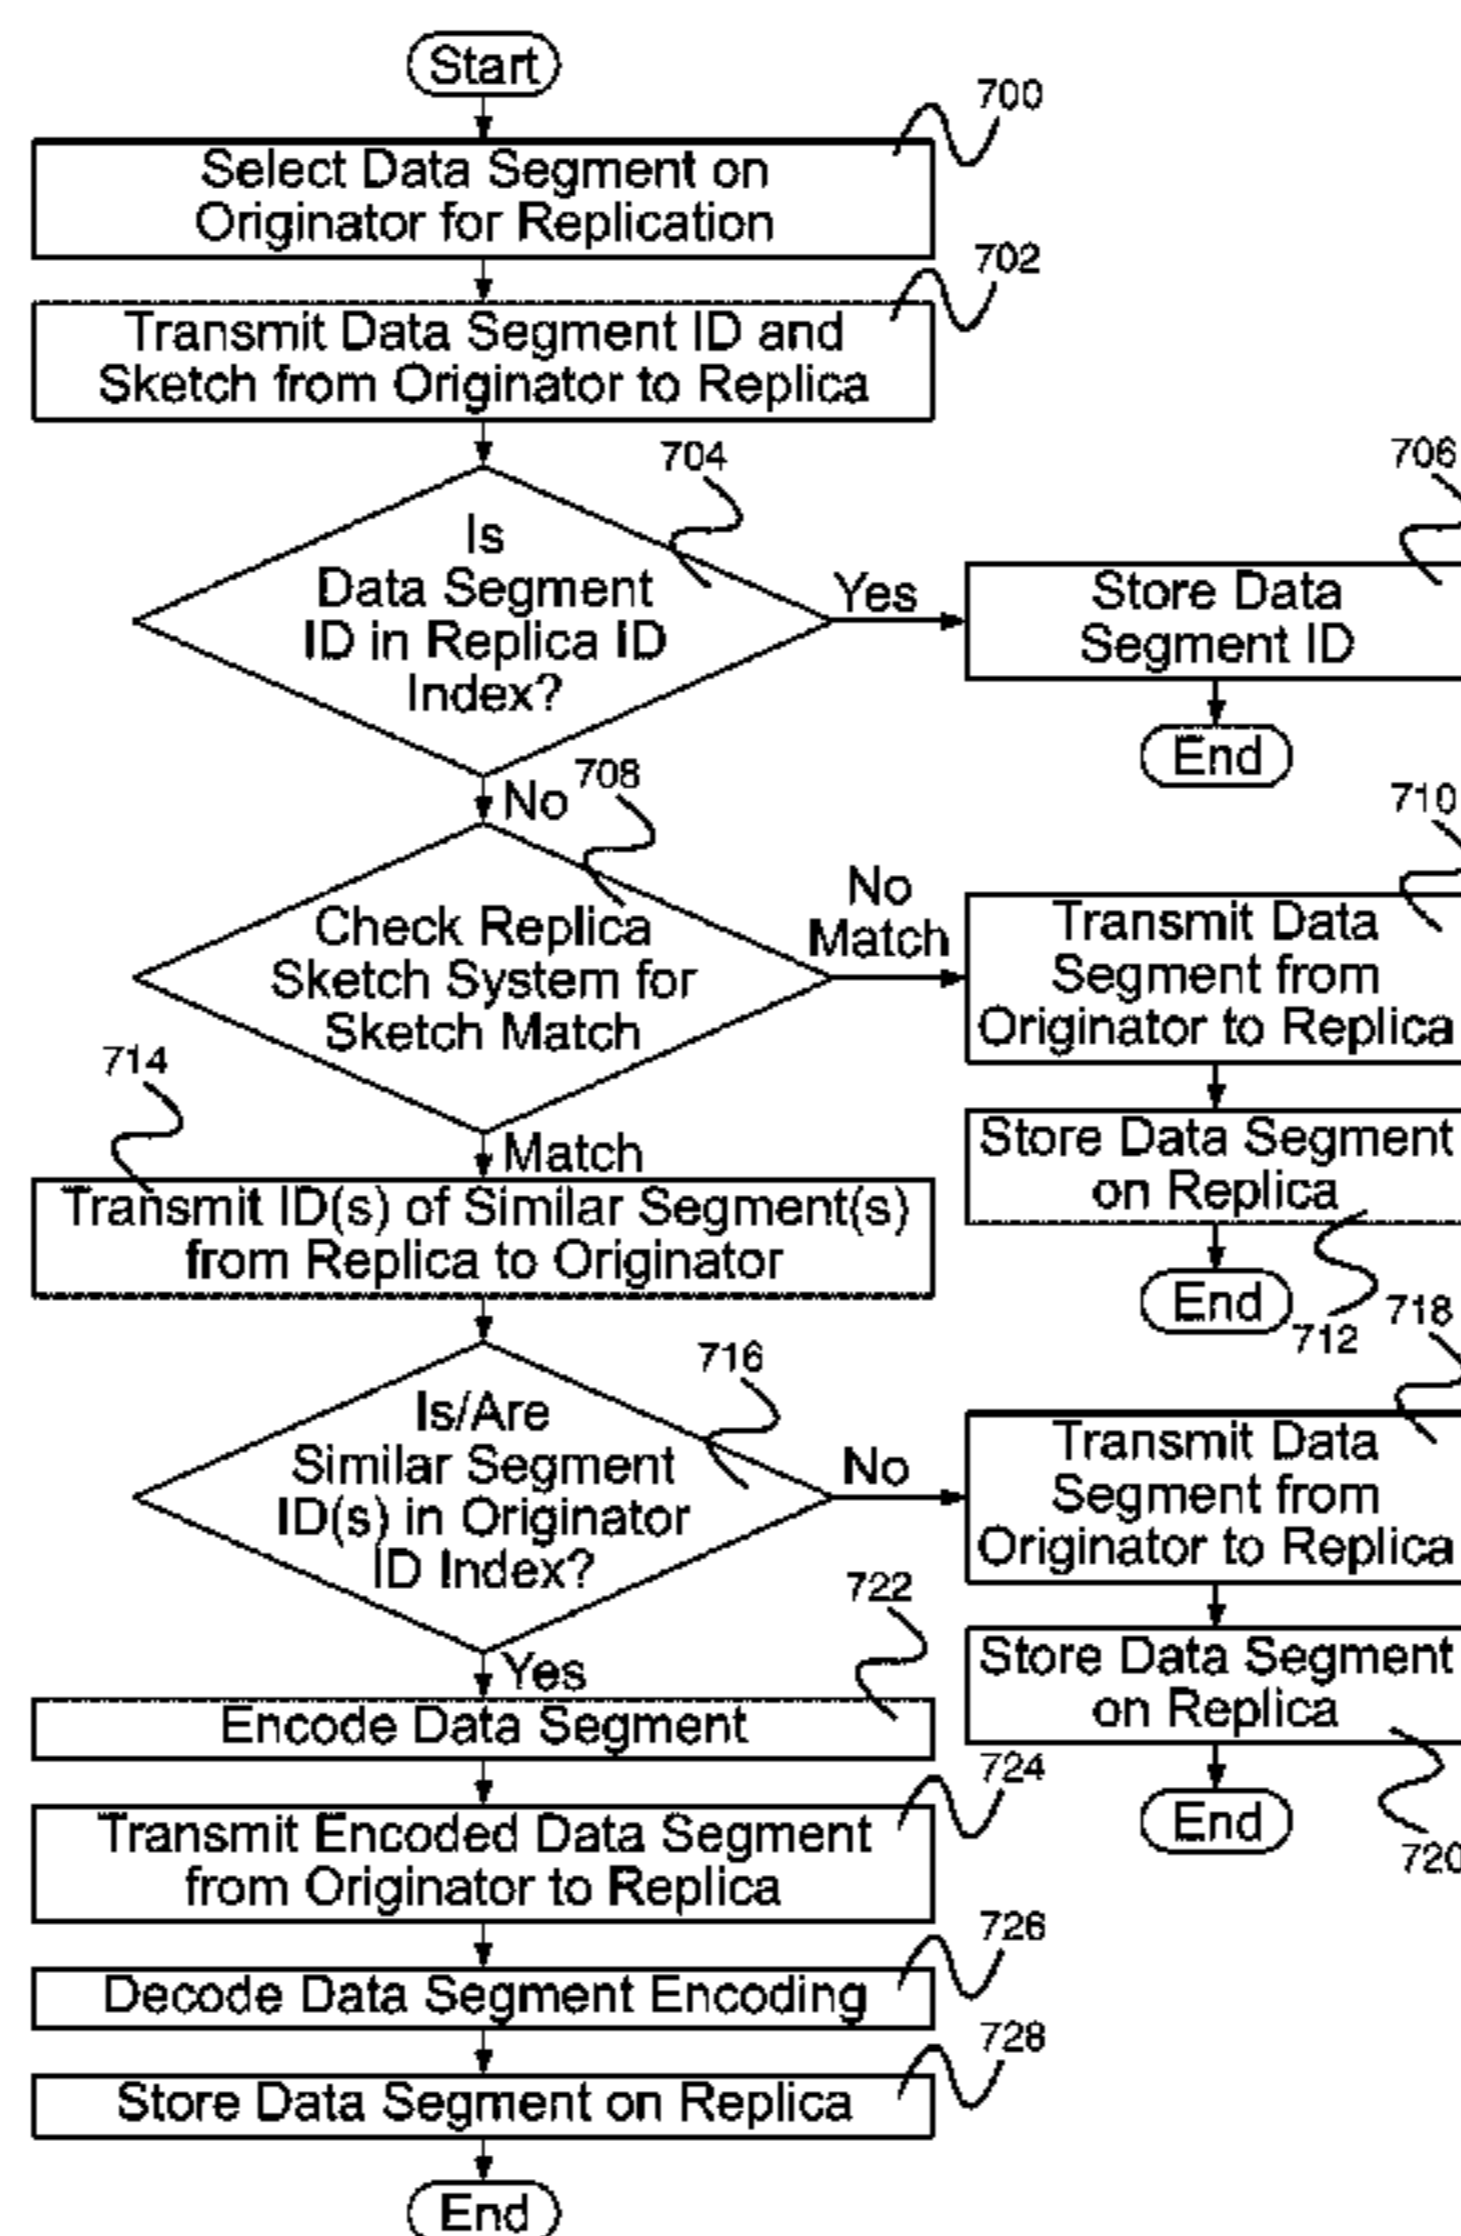 Start
700
Select Data Segment on
Originator for Replication
702
Transmit Data Segment ID and
Sketch from Originator to Replica
704
Is
Data Segment
ID in Replica ID
Index?
Yes
706
Store Data
Segment ID
End
No
708
Check Replica
Sketch System for
Sketch Match
No
Match
710
Transmit Data
Segment from
Originator to Replica
Store Data Segment
on Replica
712
End
Match
714
Transmit ID(s) of Similar Segment(s)
from Replica to Originator
716
Is/Are
Similar Segment
ID(s) in Originator
ID Index?
No
718
Transmit Data
Segment from
Originator to Replica
Store Data Segment
on Replica
720
End
Yes
722
Encode Data Segment
724
Transmit Encoded Data Segment
from Originator to Replica
726
Decode Data Segment Encoding
728
Store Data Segment on Replica
End